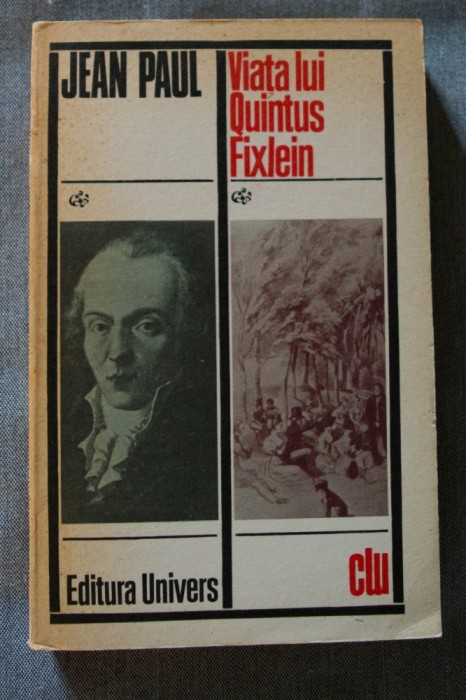 JEAN PAUL
Viața lui
Quintus
Fixlein
Editura Univers
clu